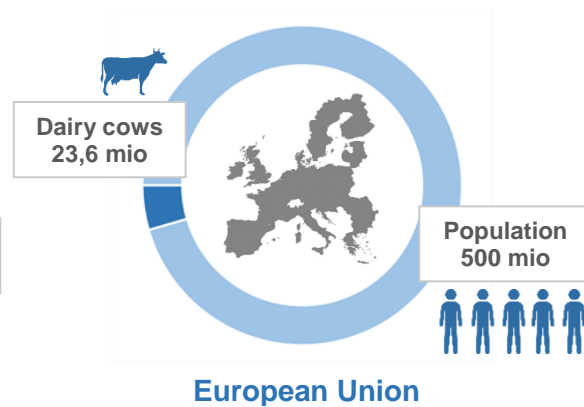 Dairy cows
23,6 mio
Population
500 mio
European Union